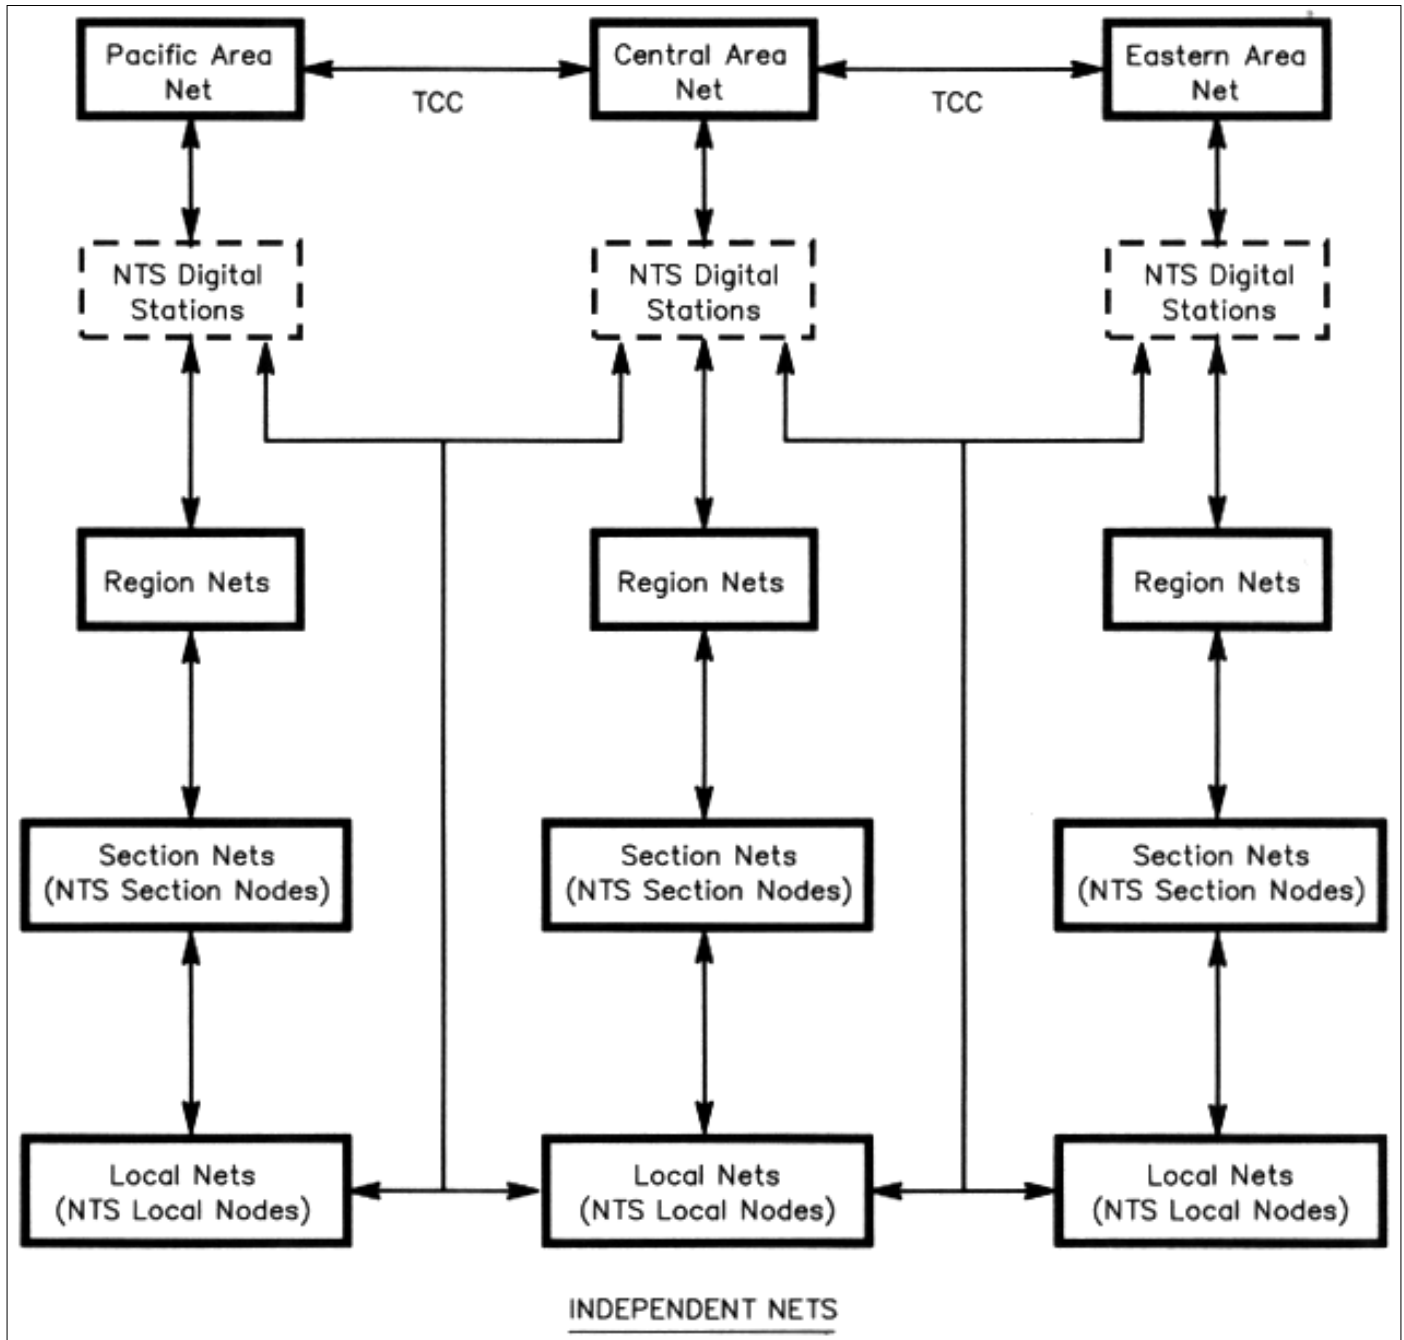 Pacific Area
Net
Central Area
Net
Eastern Area
Net
TCC
TCC
NTS Digital
Stations
NTS Digital
Stations
NTS Digital
Stations
Region Nets
Region Nets
Region Nets
Section Nets
(NTS Section Nodes)
Section Nets
(NTS Section Nodes)
Section Nets
(NTS Section Nodes)
Local Nets
(NTS Local Nodes)
Local Nets
(NTS Local Nodes)
Local Nets
(NTS Local Nodes)
INDEPENDENT NETS